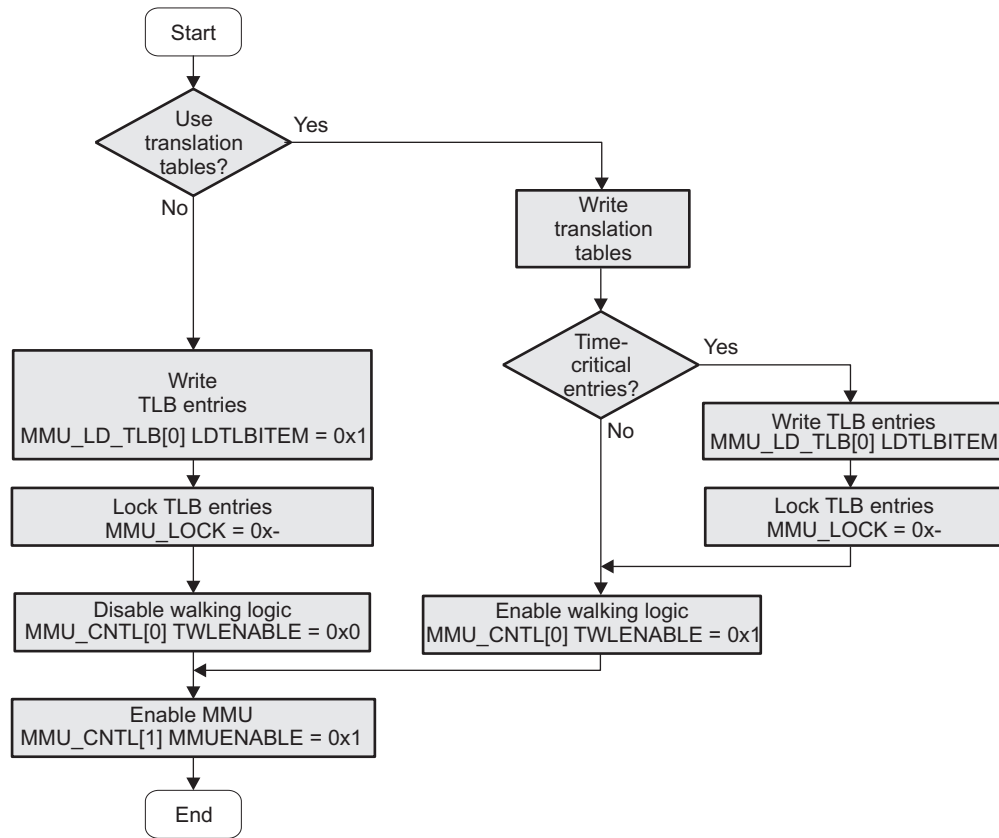 Start
Use
translation
tables?
Yes
No
Write
translation
tables
Time-
critical
entries?
Yes
No
Write
TLB entries
MMU_LD_TLB[0] LDTLBITEM = 0x1
Write TLB entries
MMU_LD_TLB[0] LDTLBITEM
Lock TLB entries
MMU_LOCK = 0x-
Lock TLB entries
MMU_LOCK = 0x-
Disable walking logic
MMU_CNTL[0] TWLENABLE = 0x0
Enable walking logic
MMU_CNTL[0] TWLENABLE = 0x1
Enable MMU
MMU_CNTL[1] MMUENABLE = 0x1
End